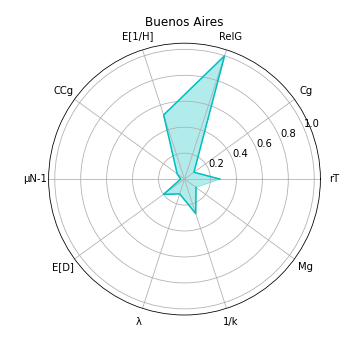 Buenos Aires
E[1/H]
RelG
CCg
Cg
1.0
0.8
0.6
0.4
0.2
μN-1
rT
E[D]
Mg
λ
1/k